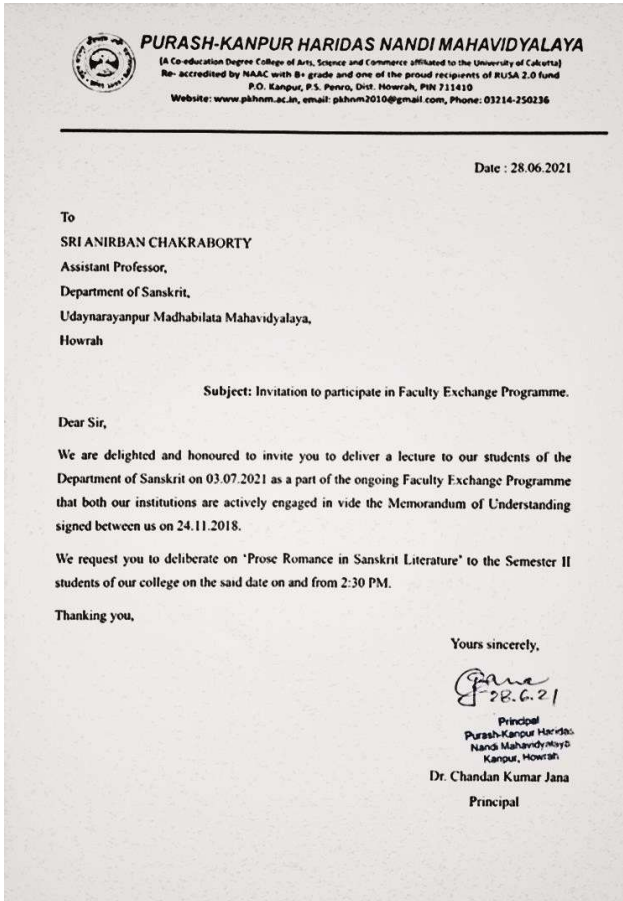 PURASH-KANPUR HARIDAS NANDI MAHAVIDYALAYA
(A Co-education Degree College of Arts, Science and Commerce affiliated to the University of Calcutta)
Re- accredited by NAAC with B+ grade and one of the proud recipients of RUSA 2.0 fund
P.O. Kanpur, P.S. Penro, Dist. Howrah, PIN 711410
Website: www.pkhnm.ac.in, email: pkhnm2010@gmail.com, Phone: 03214-250236
Date : 28.06.2021
To
SRI ANIRBAN CHAKRABORTY
Assistant Professor,
Department of Sanskrit,
Udaynarayanpur Madhabilata Mahavidyalaya,
Howrah
Subject: Invitation to participate in Faculty Exchange Programme.
Dear Sir,
We are delighted and honoured to invite you to deliver a lecture to our students of the
Department of Sanskrit on 03.07.2021 as a part of the ongoing Faculty Exchange Programme
that both our institutions are actively engaged in vide the Memorandum of Understanding
signed between us on 24.11.2018.
We request you to deliberate on ‘Prose Romance in Sanskrit Literature’ to the Semester II
students of our college on the said date on and from 2:30 PM.
Thanking you,
Yours sincerely,
28.6.21
Principal
Purash-Kanpur Haridas
Nandi Mahavidyalaya
Kanpur, Howrah
Dr. Chandan Kumar Jana
Principal